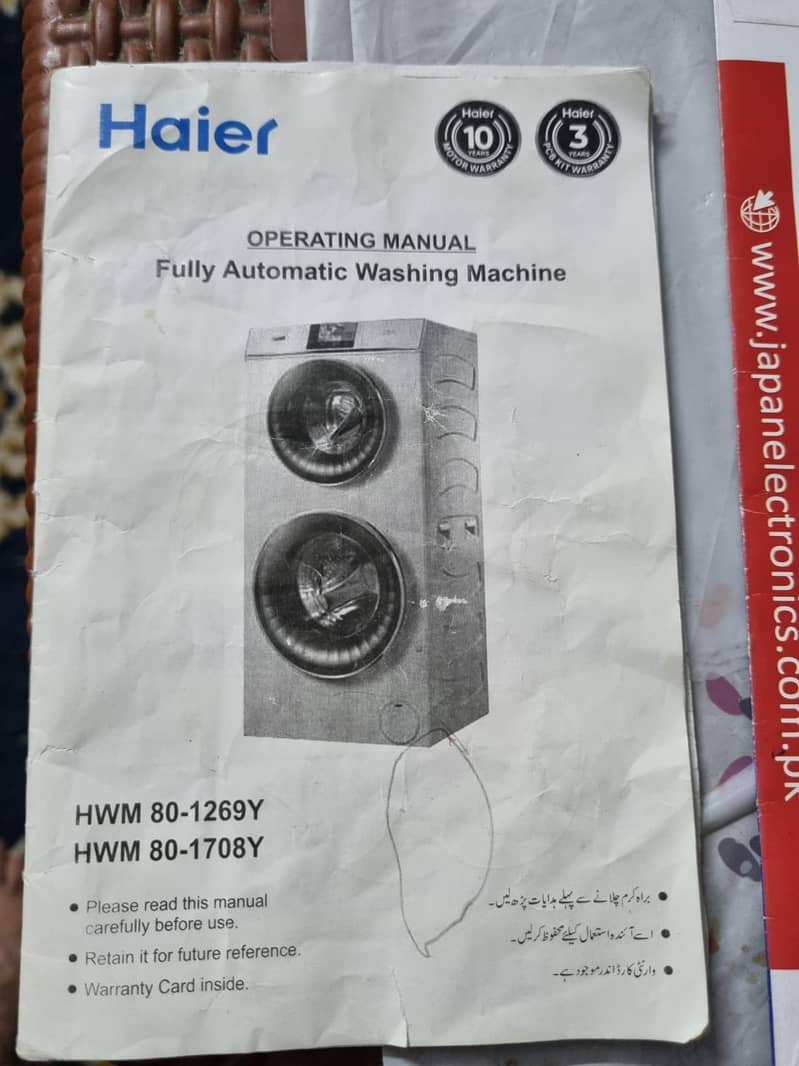 Haier
Haier
10
YEARS
MOTOR WARRANTY
Haier
3
YEARS
PCB KIT WARRANTY
OPERATING MANUAL
Fully Automatic Washing Machine
HWM 80-1269Y
HWM 80-1708Y
• Please read this manual
carefully before use.
• Retain it for future reference.
• Warranty Card inside.
• براہ کرم چلانے سے پہلے ہدایات پڑھ لیں۔
• اسے آئندہ استعمال کیلئے محفوظ کرلیں۔
• وارنٹی کارڈ اندر موجود ہے۔
www.japanelectronics.com.pk